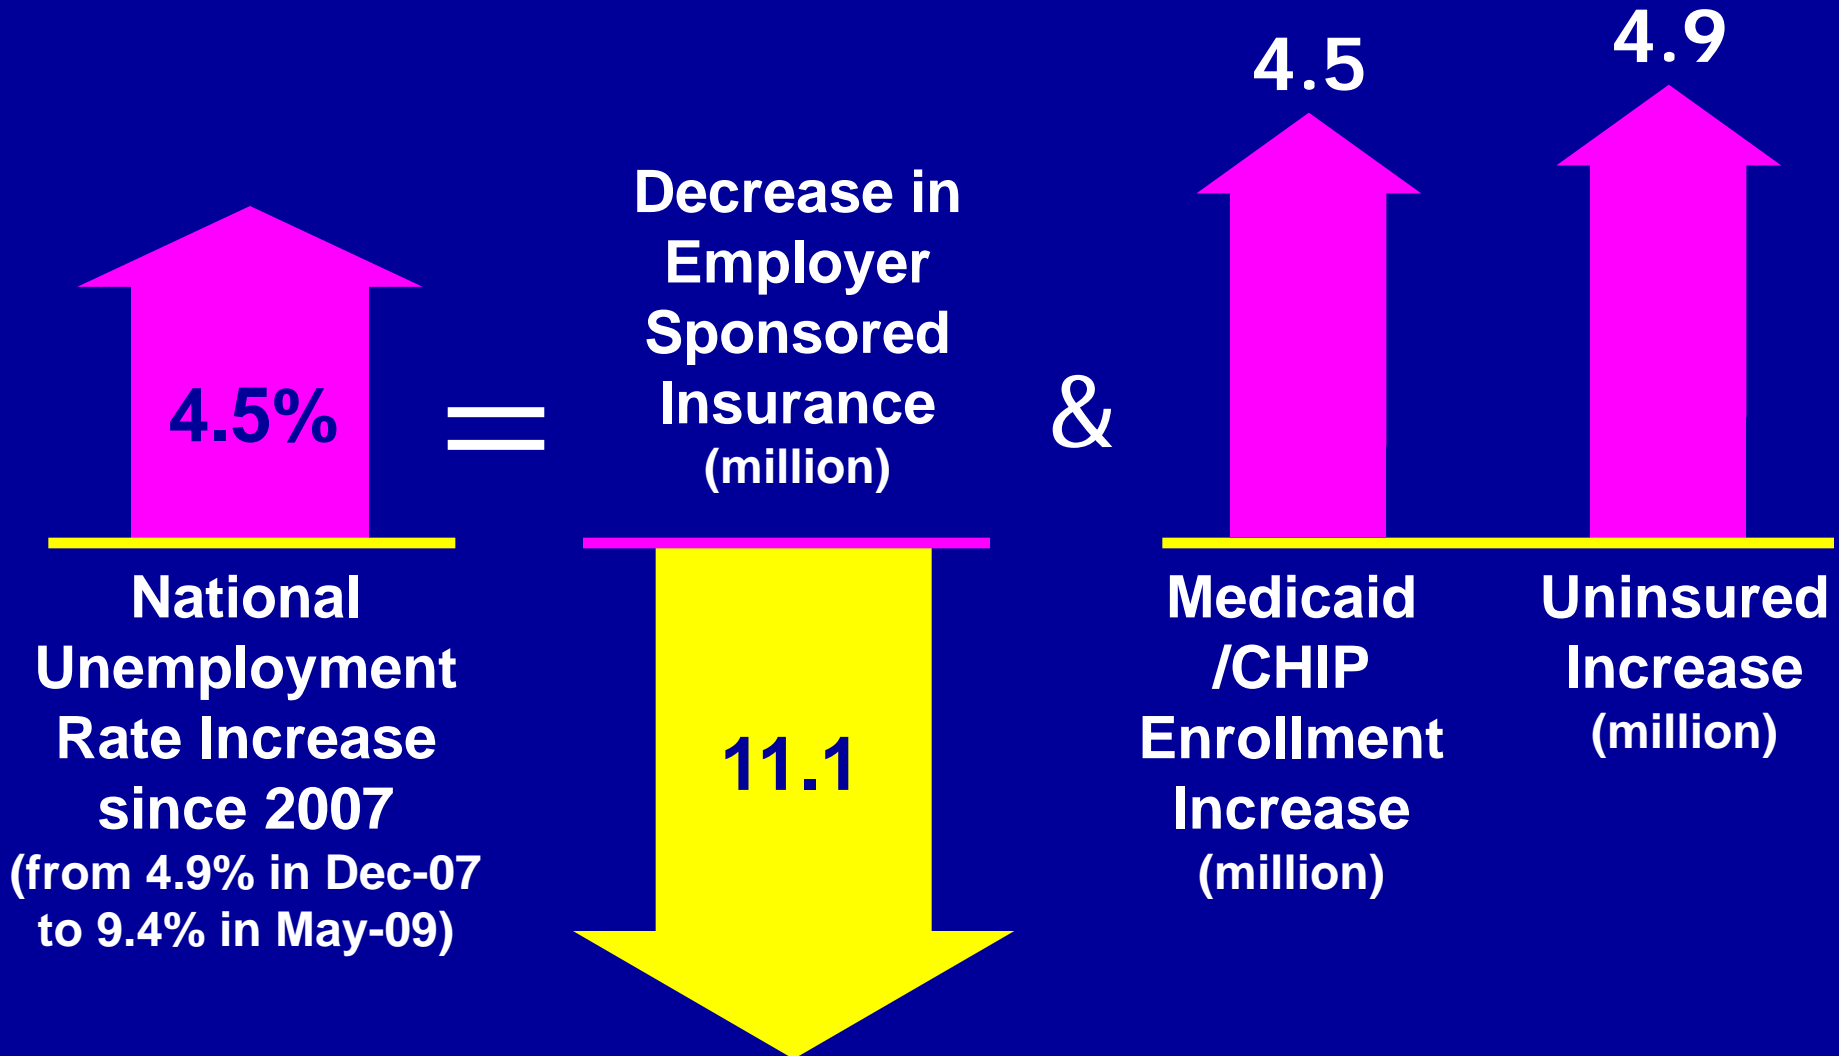 4.5%
National
Unemployment
Rate Increase
since 2007
(from 4.9% in Dec-07
to 9.4% in May-09)
=
Decrease in
Employer
Sponsored
Insurance
(million)
11.1
&
4.5
Medicaid
/CHIP
Enrollment
Increase
(million)
4.9
Uninsured
Increase
(million)